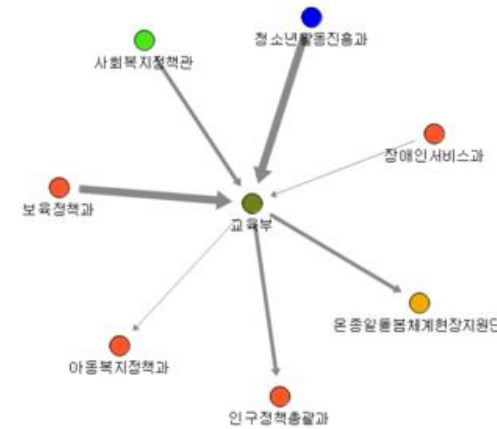 청소년활동진흥과
사회복지정책관
장애인서비스과
보육정책과
교육부
온종일돌봄체계현장지원단
아동복지정책과
인구정책총괄과